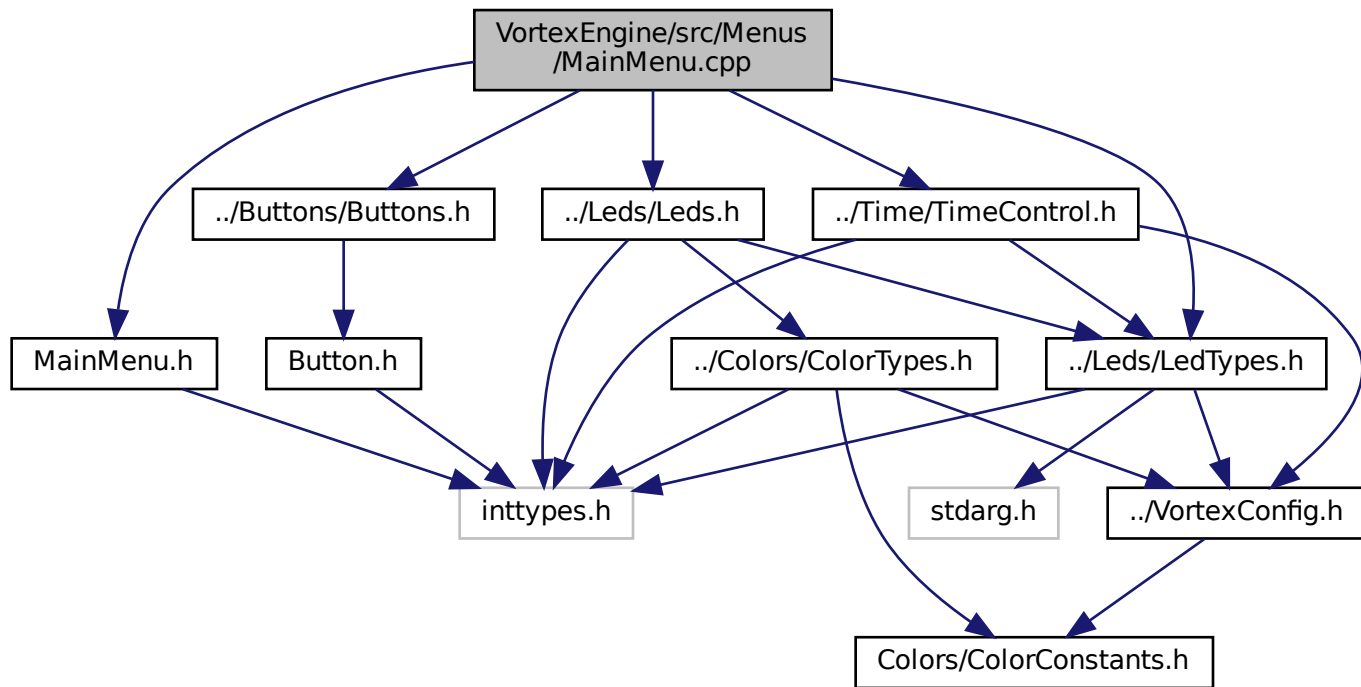 VortexEngine/src/Menus
/MainMenu.cpp
../Buttons/Buttons.h
../Leds/Leds.h
../Time/TimeControl.h
MainMenu.h
Button.h
../Colors/ColorTypes.h
../Leds/LedTypes.h
inttypes.h
stdarg.h
../VortexConfig.h
Colors/ColorConstants.h